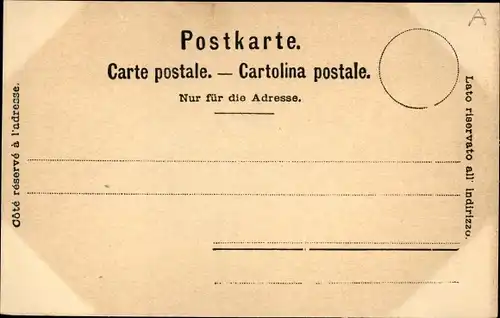 A
Postkarte.
Carte postale. — Cartolina postale.
Nur für die Adresse.
Côté réservé à l'adresse.
Lato riservato all' indirizzo.